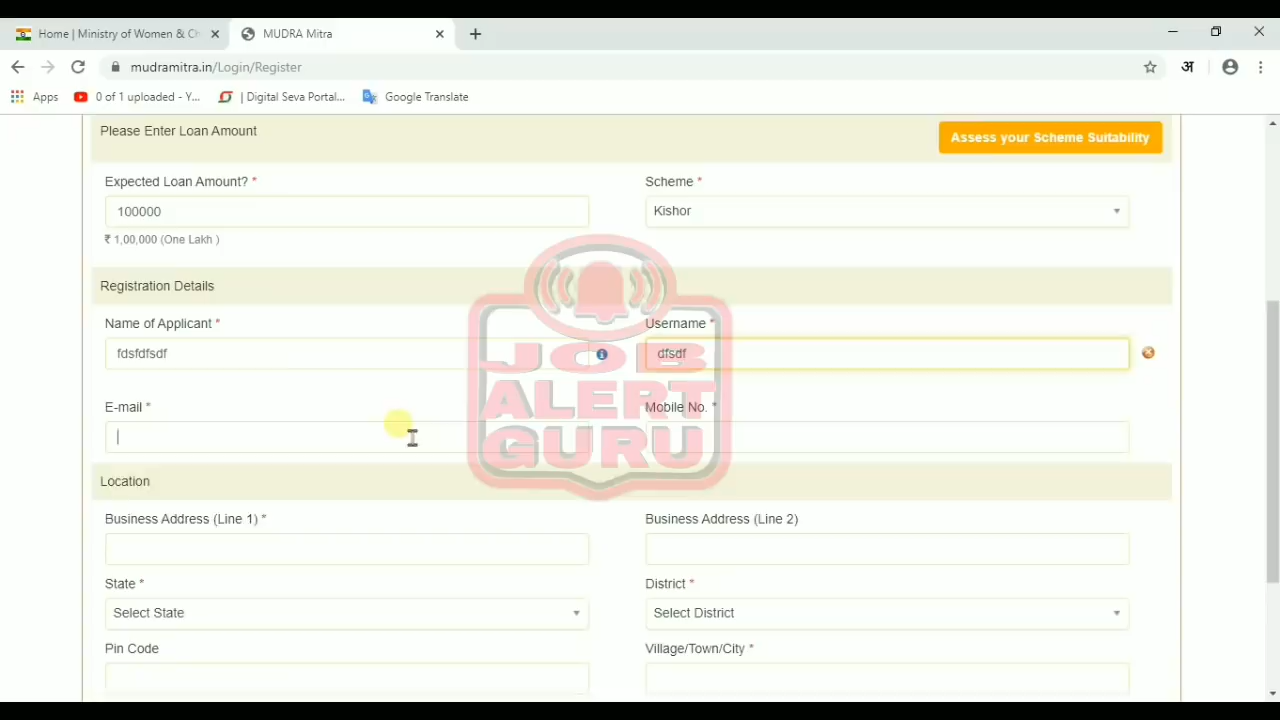 Home | Ministry of Women & Ch
MUDRA Mitra
mudramitra.in/Login/Register
अ
Apps
0 of 1 uploaded - Y...
| Digital Seva Portal...
Google Translate
Please Enter Loan Amount
Assess your Scheme Suitability
Expected Loan Amount? *
Scheme *
100000
Kishor
₹ 1,00,000 (One Lakh )
Registration Details
Name of Applicant *
Username *
fdsfdfsdf
dfsdf
JOB
ALERT
GURU
E-mail *
Mobile No. *
Location
Business Address (Line 1) *
Business Address (Line 2)
State *
District *
Select State
Select District
Pin Code
Village/Town/City *